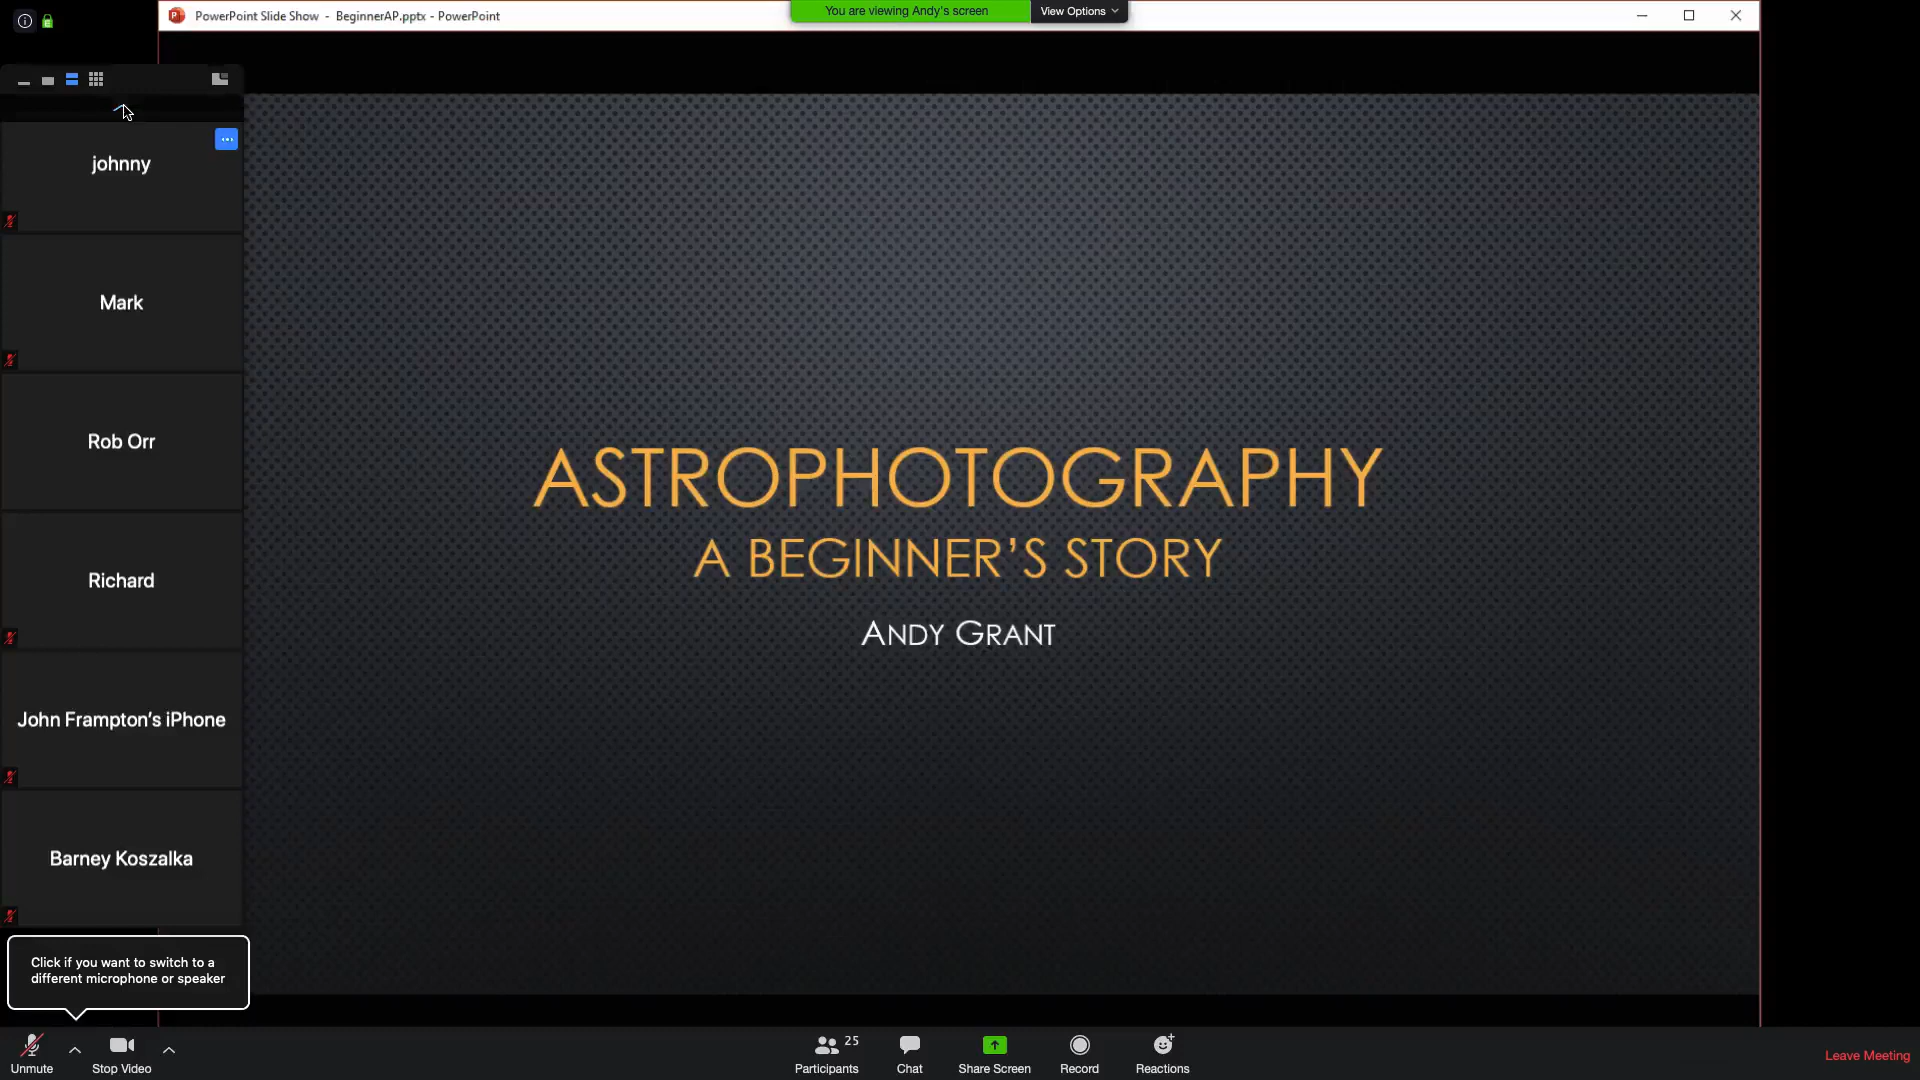 PowerPoint Slide Show - BeginnerAP.pptx - PowerPoint
You are viewing Andy's screen
View Options
johnny
Mark
Rob Orr
Richard
John Frampton's iPhone
Barney Koszalka
ASTROPHOTOGRAPHY
A BEGINNER'S STORY
ANDY GRANT
Click if you want to switch to a
different microphone or speaker
Unmute
Stop Video
Participants 25
Chat
Share Screen
Record
Reactions
Leave Meeting